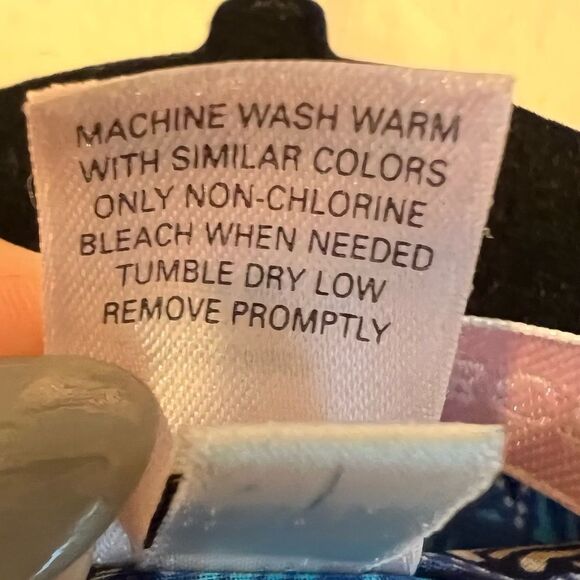 MACHINE WASH WARM
WITH SIMILAR COLORS
ONLY NON-CHLORINE
BLEACH WHEN NEEDED
TUMBLE DRY LOW
REMOVE PROMPTLY